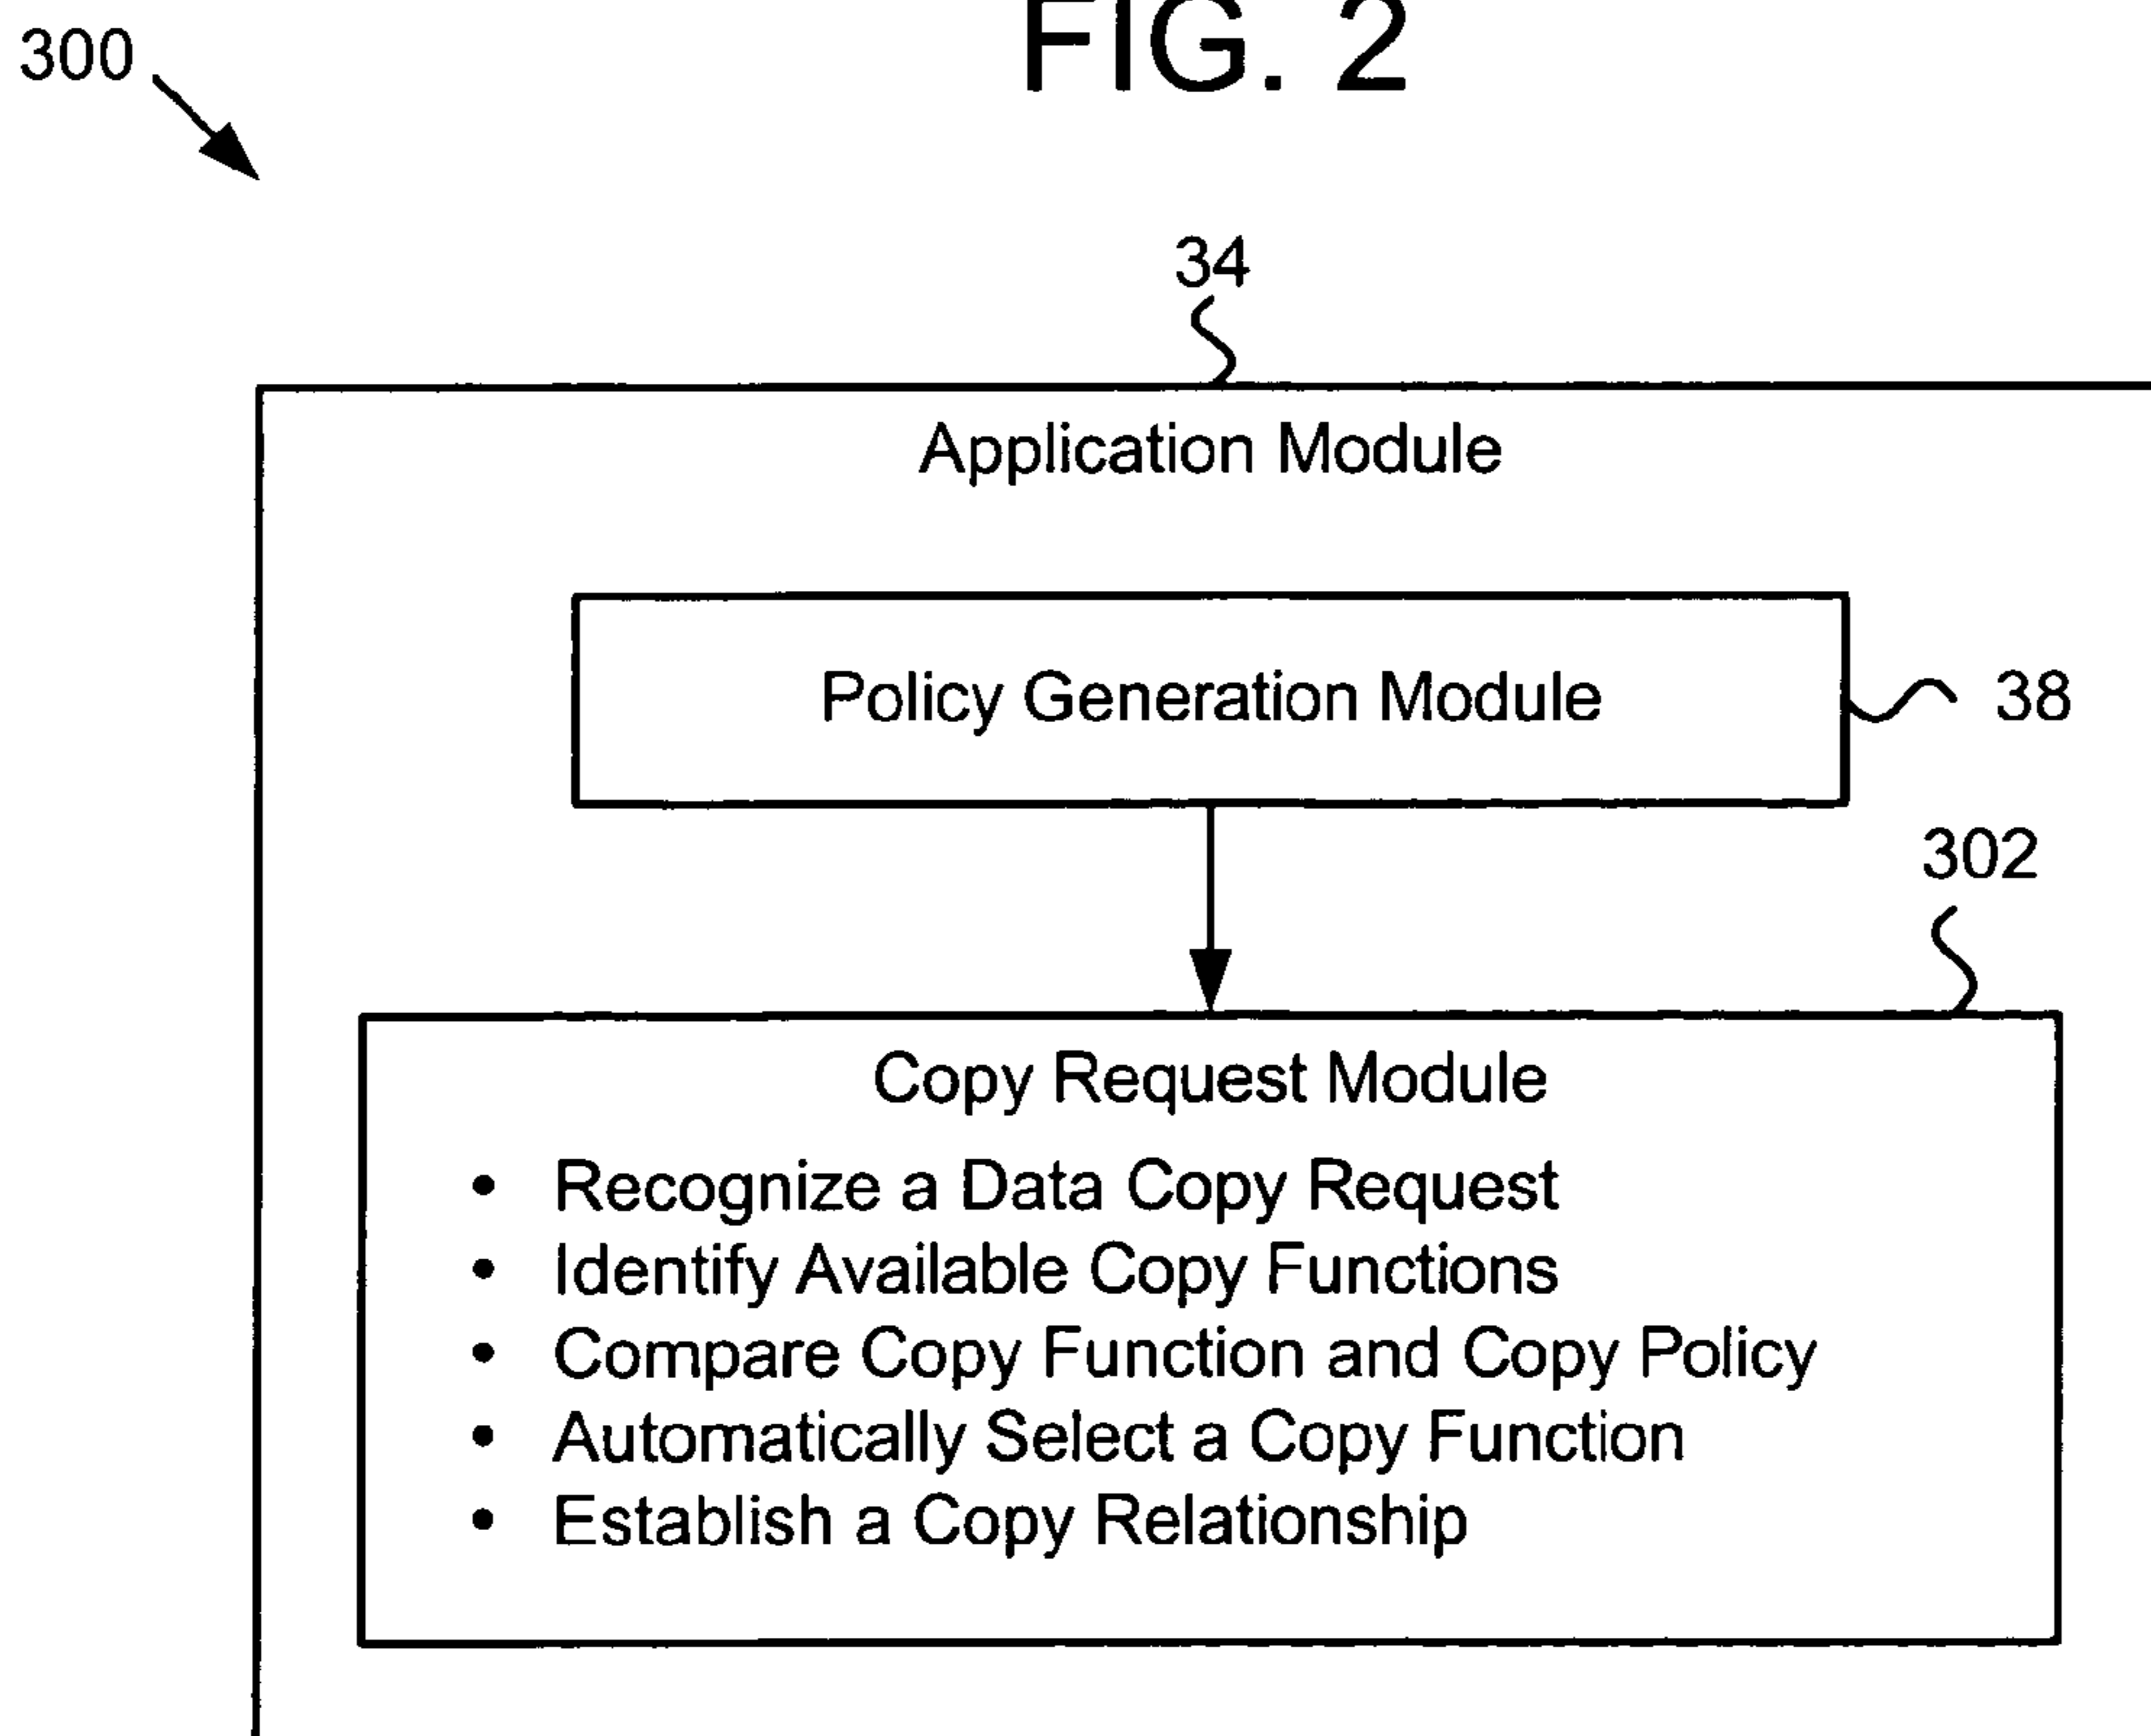 FIG. 2
300
34
Application Module
Policy Generation Module
38
302
Copy Request Module
• Recognize a Data Copy Request
• Identify Available Copy Functions
• Compare Copy Function and Copy Policy
• Automatically Select a Copy Function
• Establish a Copy Relationship